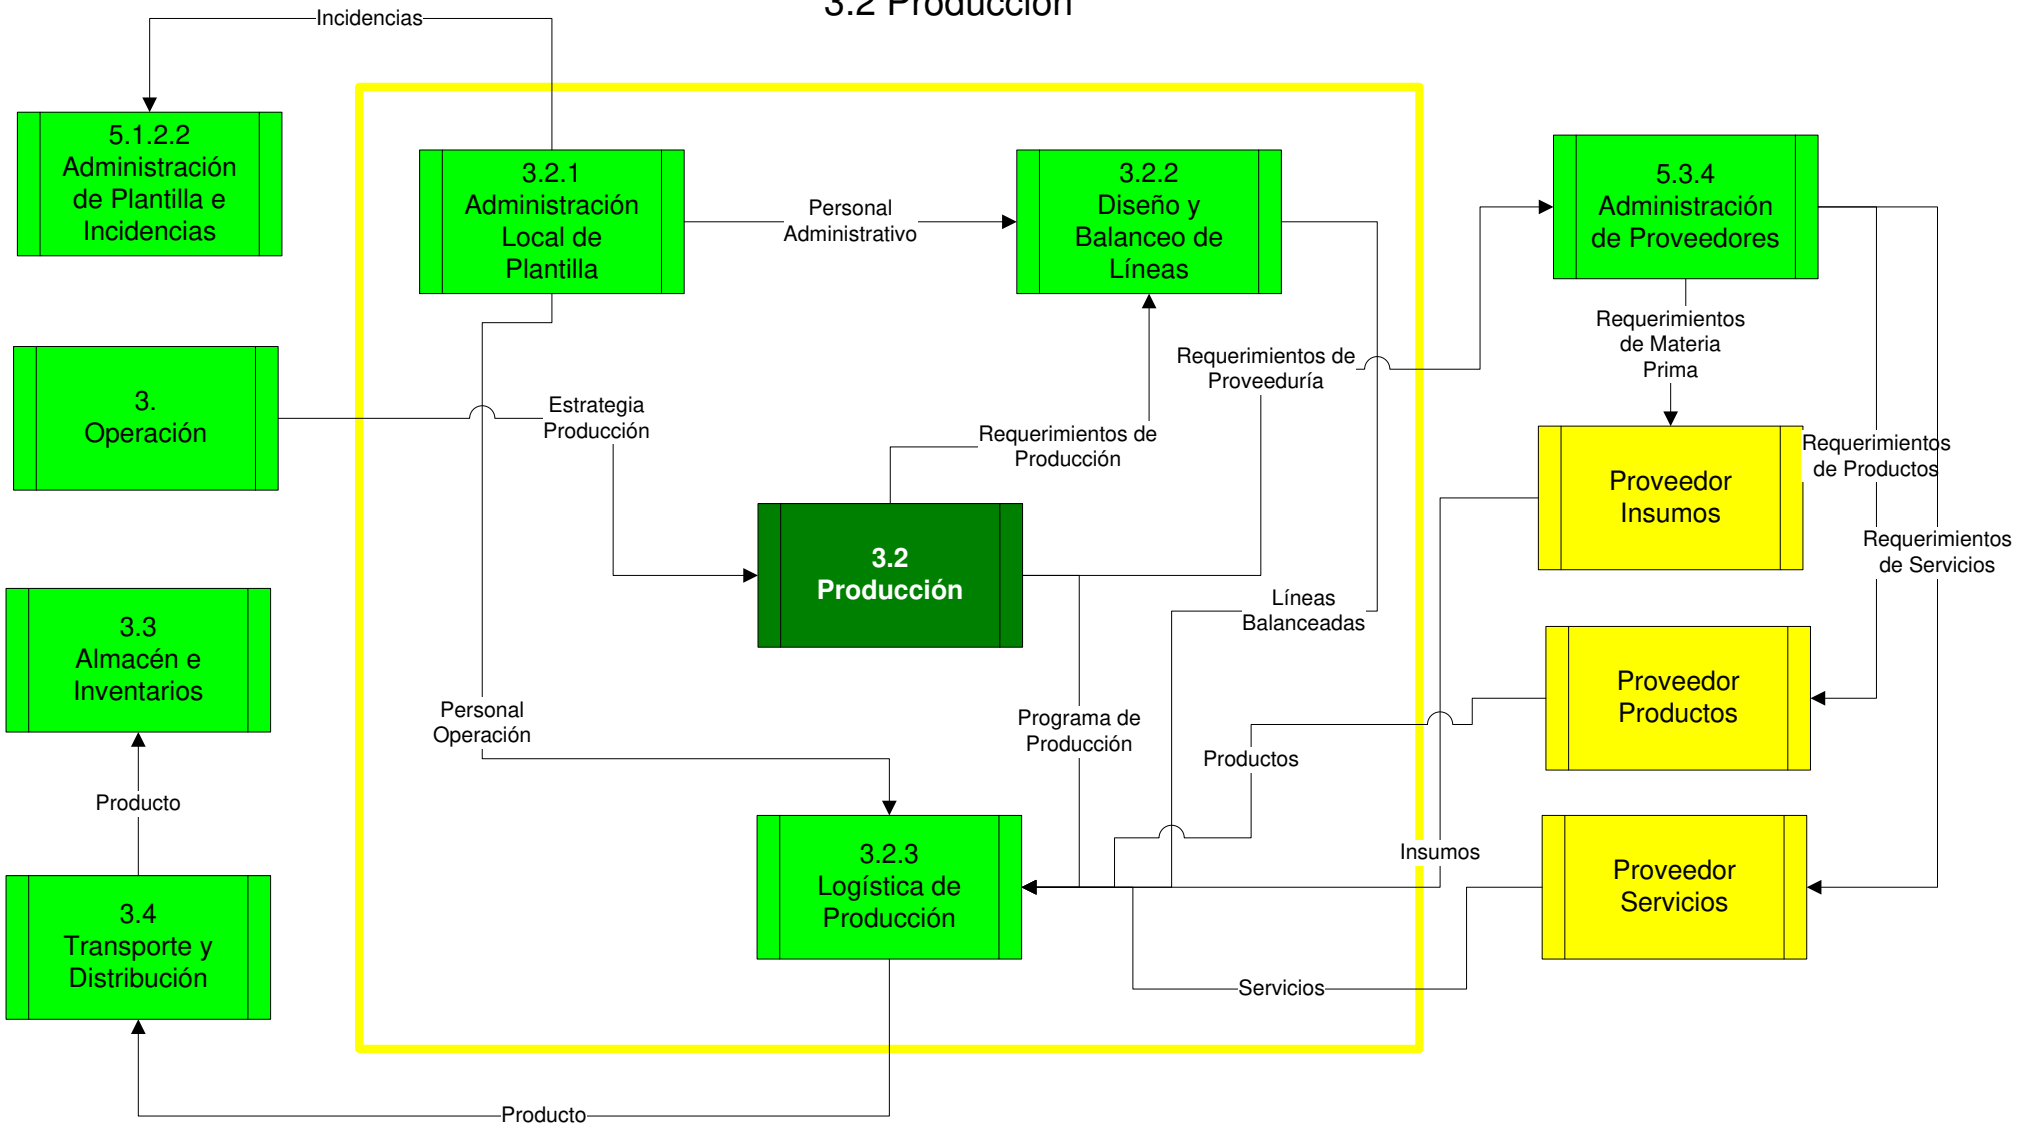 3.2 Producción
Incidencias
5.1.2.2
Administración
de Plantilla e
Incidencias
3.2.1
Administración
Local de
Plantilla
Personal
Administrativo
3.2.2
Diseño y
Balanceo de
Líneas
5.3.4
Administración
de Proveedores
Requerimientos
de Materia
Prima
3.
Operación
Estrategia
Producción
Requerimientos de
Producción
Requerimientos de
Proveeduría
Proveedor
Insumos
Requerimientos
de Productos
Requerimientos
de Servicios
3.2
Producción
Líneas
Balanceadas
3.3
Almacén e
Inventarios
Personal
Operación
Programa de
Producción
Productos
Proveedor
Productos
Producto
3.4
Transporte y
Distribución
3.2.3
Logística de
Producción
Insumos
Proveedor
Servicios
Servicios
Producto